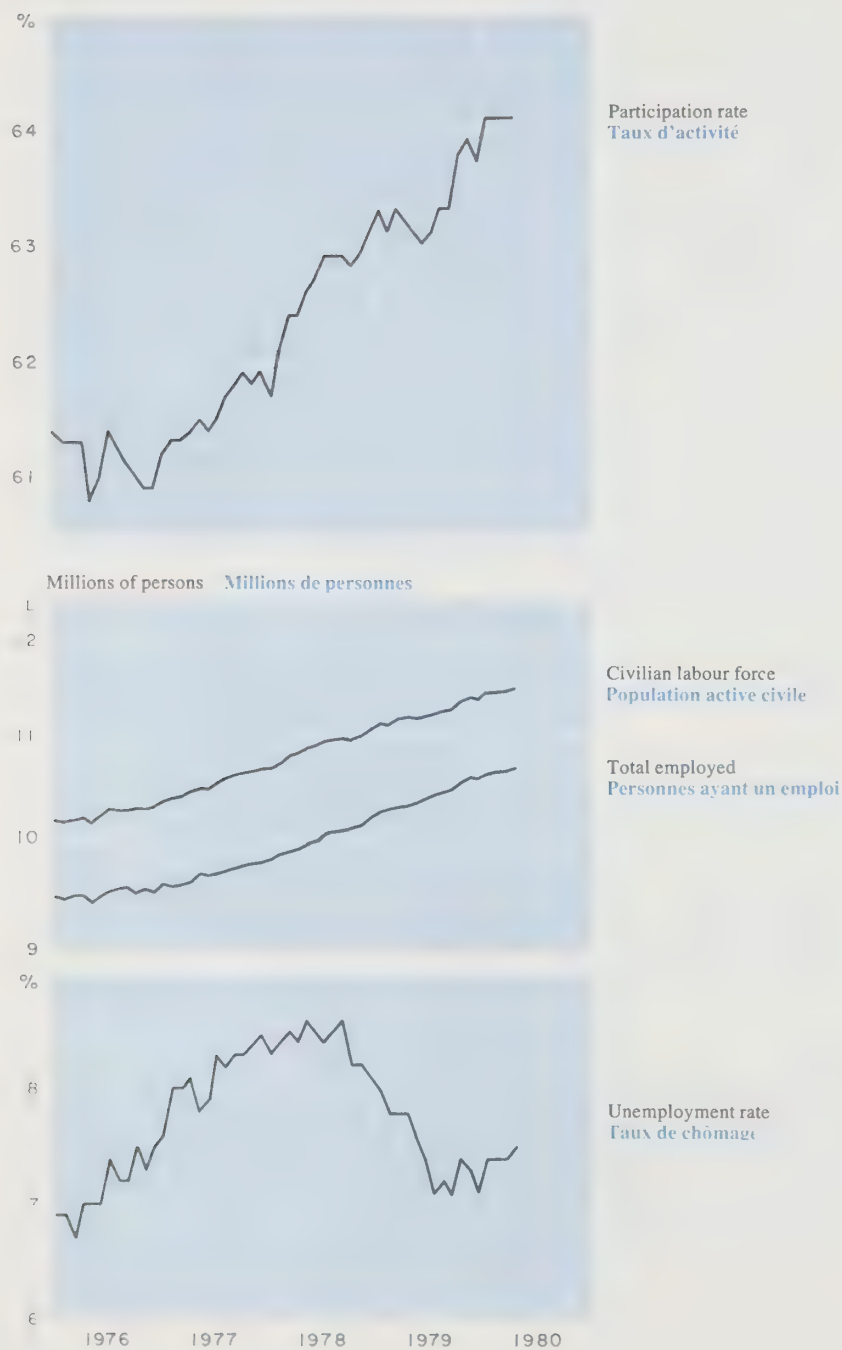 %
64
63
62
61
Participation rate
Taux d'activité
Millions of persons Millions de personnes
2
11
10
9
Civilian labour force
Population active civile
Total employed
Personnes ayant un emploi
%
8
7
6
Unemployment rate
Taux de chômage
1976 1977 1978 1979 1980